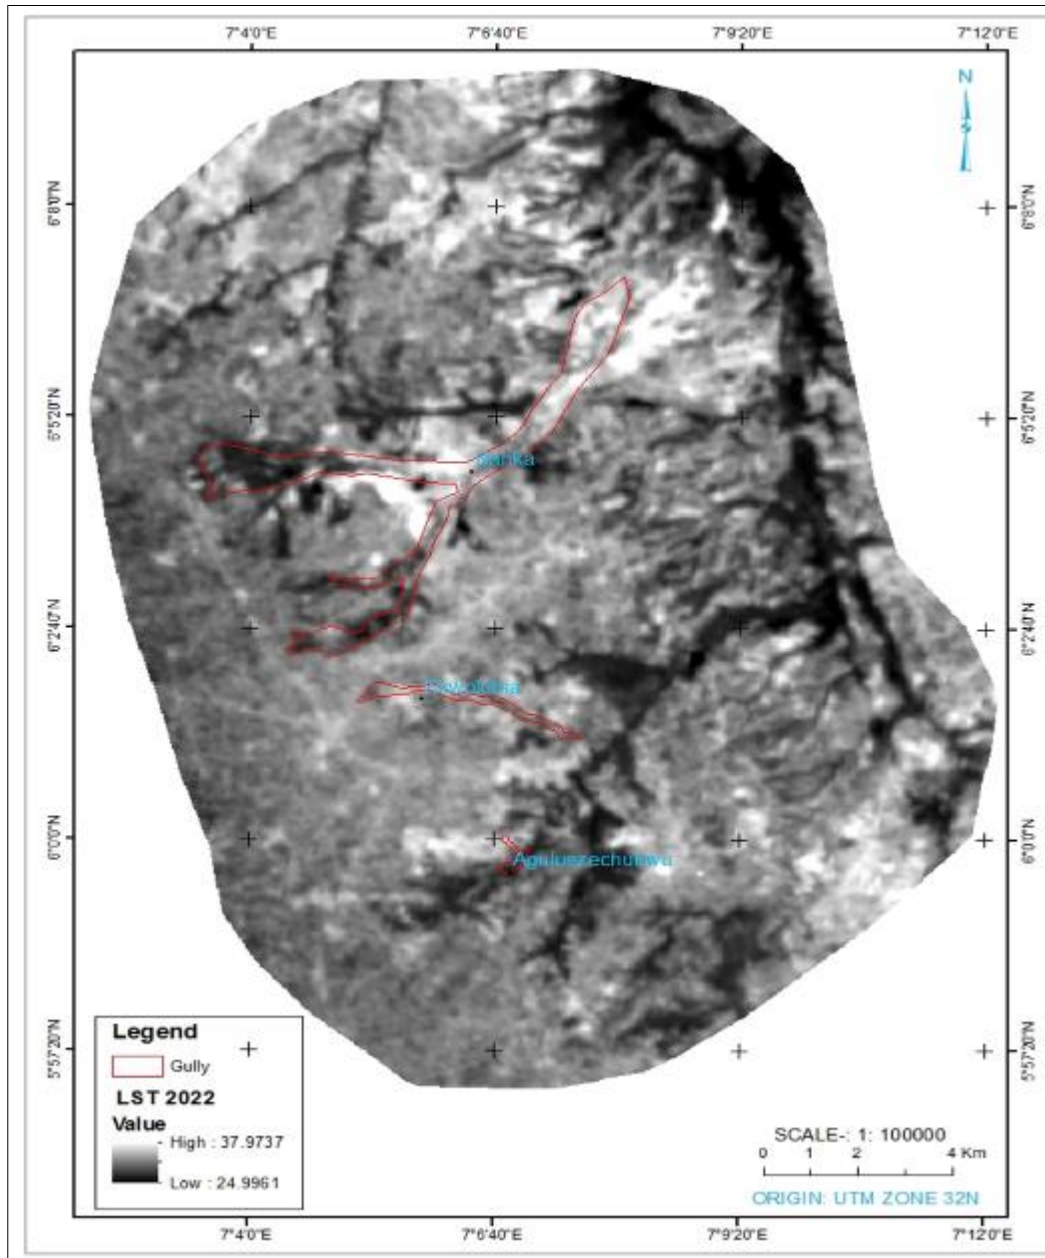 7°4'0"E 7°6'40"E 7°9'20"E 7°12'0"E
N
6°8'0"N 6°8'0"N
6°5'20"N 6°5'20"N
6°2'40"N 6°2'40"N
6°0'0"N 6°0'0"N
5°57'20"N 5°57'20"N
Legend
Gully
LST 2022
Value
High : 37.9737
Low : 24.9961
SCALE-: 1: 100000
0 1 2 4 Km
ORIGIN: UTM ZONE 32N
7°4'0"E 7°6'40"E 7°9'20"E 7°12'0"E